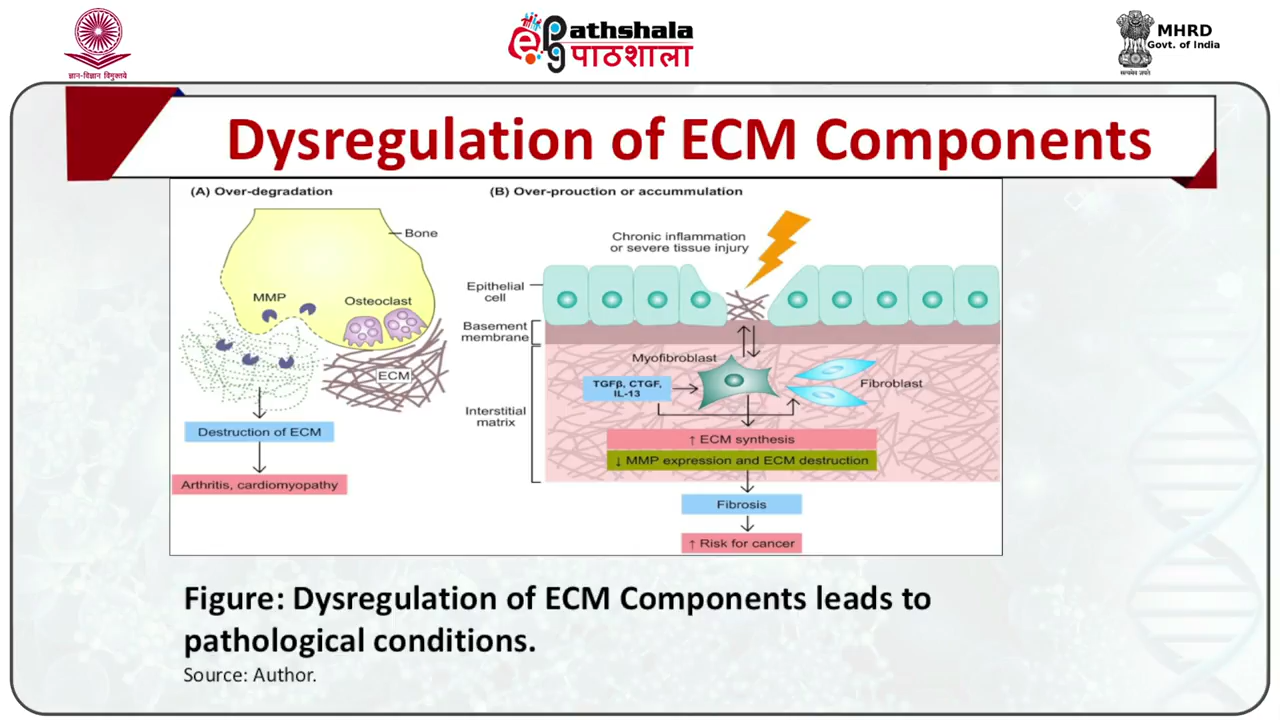 ज्ञान-विज्ञान विमुक्तये
e Pathshala
पाठशाला
MHRD
Govt. of India
सत्यमेव जयते
Dysregulation of ECM Components
(A) Over-degradation
Bone
MMP
Osteoclast
ECM
Destruction of ECM
Arthritis, cardiomyopathy
(B) Over-prouction or accummulation
Chronic inflammation
or severe tissue injury
Epithelial
cell
Basement
membrane
Myofibroblast
TGFβ, CTGF,
IL-13
Fibroblast
Interstitial
matrix
↑ ECM synthesis
↓ MMP expression and ECM destruction
Fibrosis
↑ Risk for cancer
Figure: Dysregulation of ECM Components leads to
pathological conditions.
Source: Author.